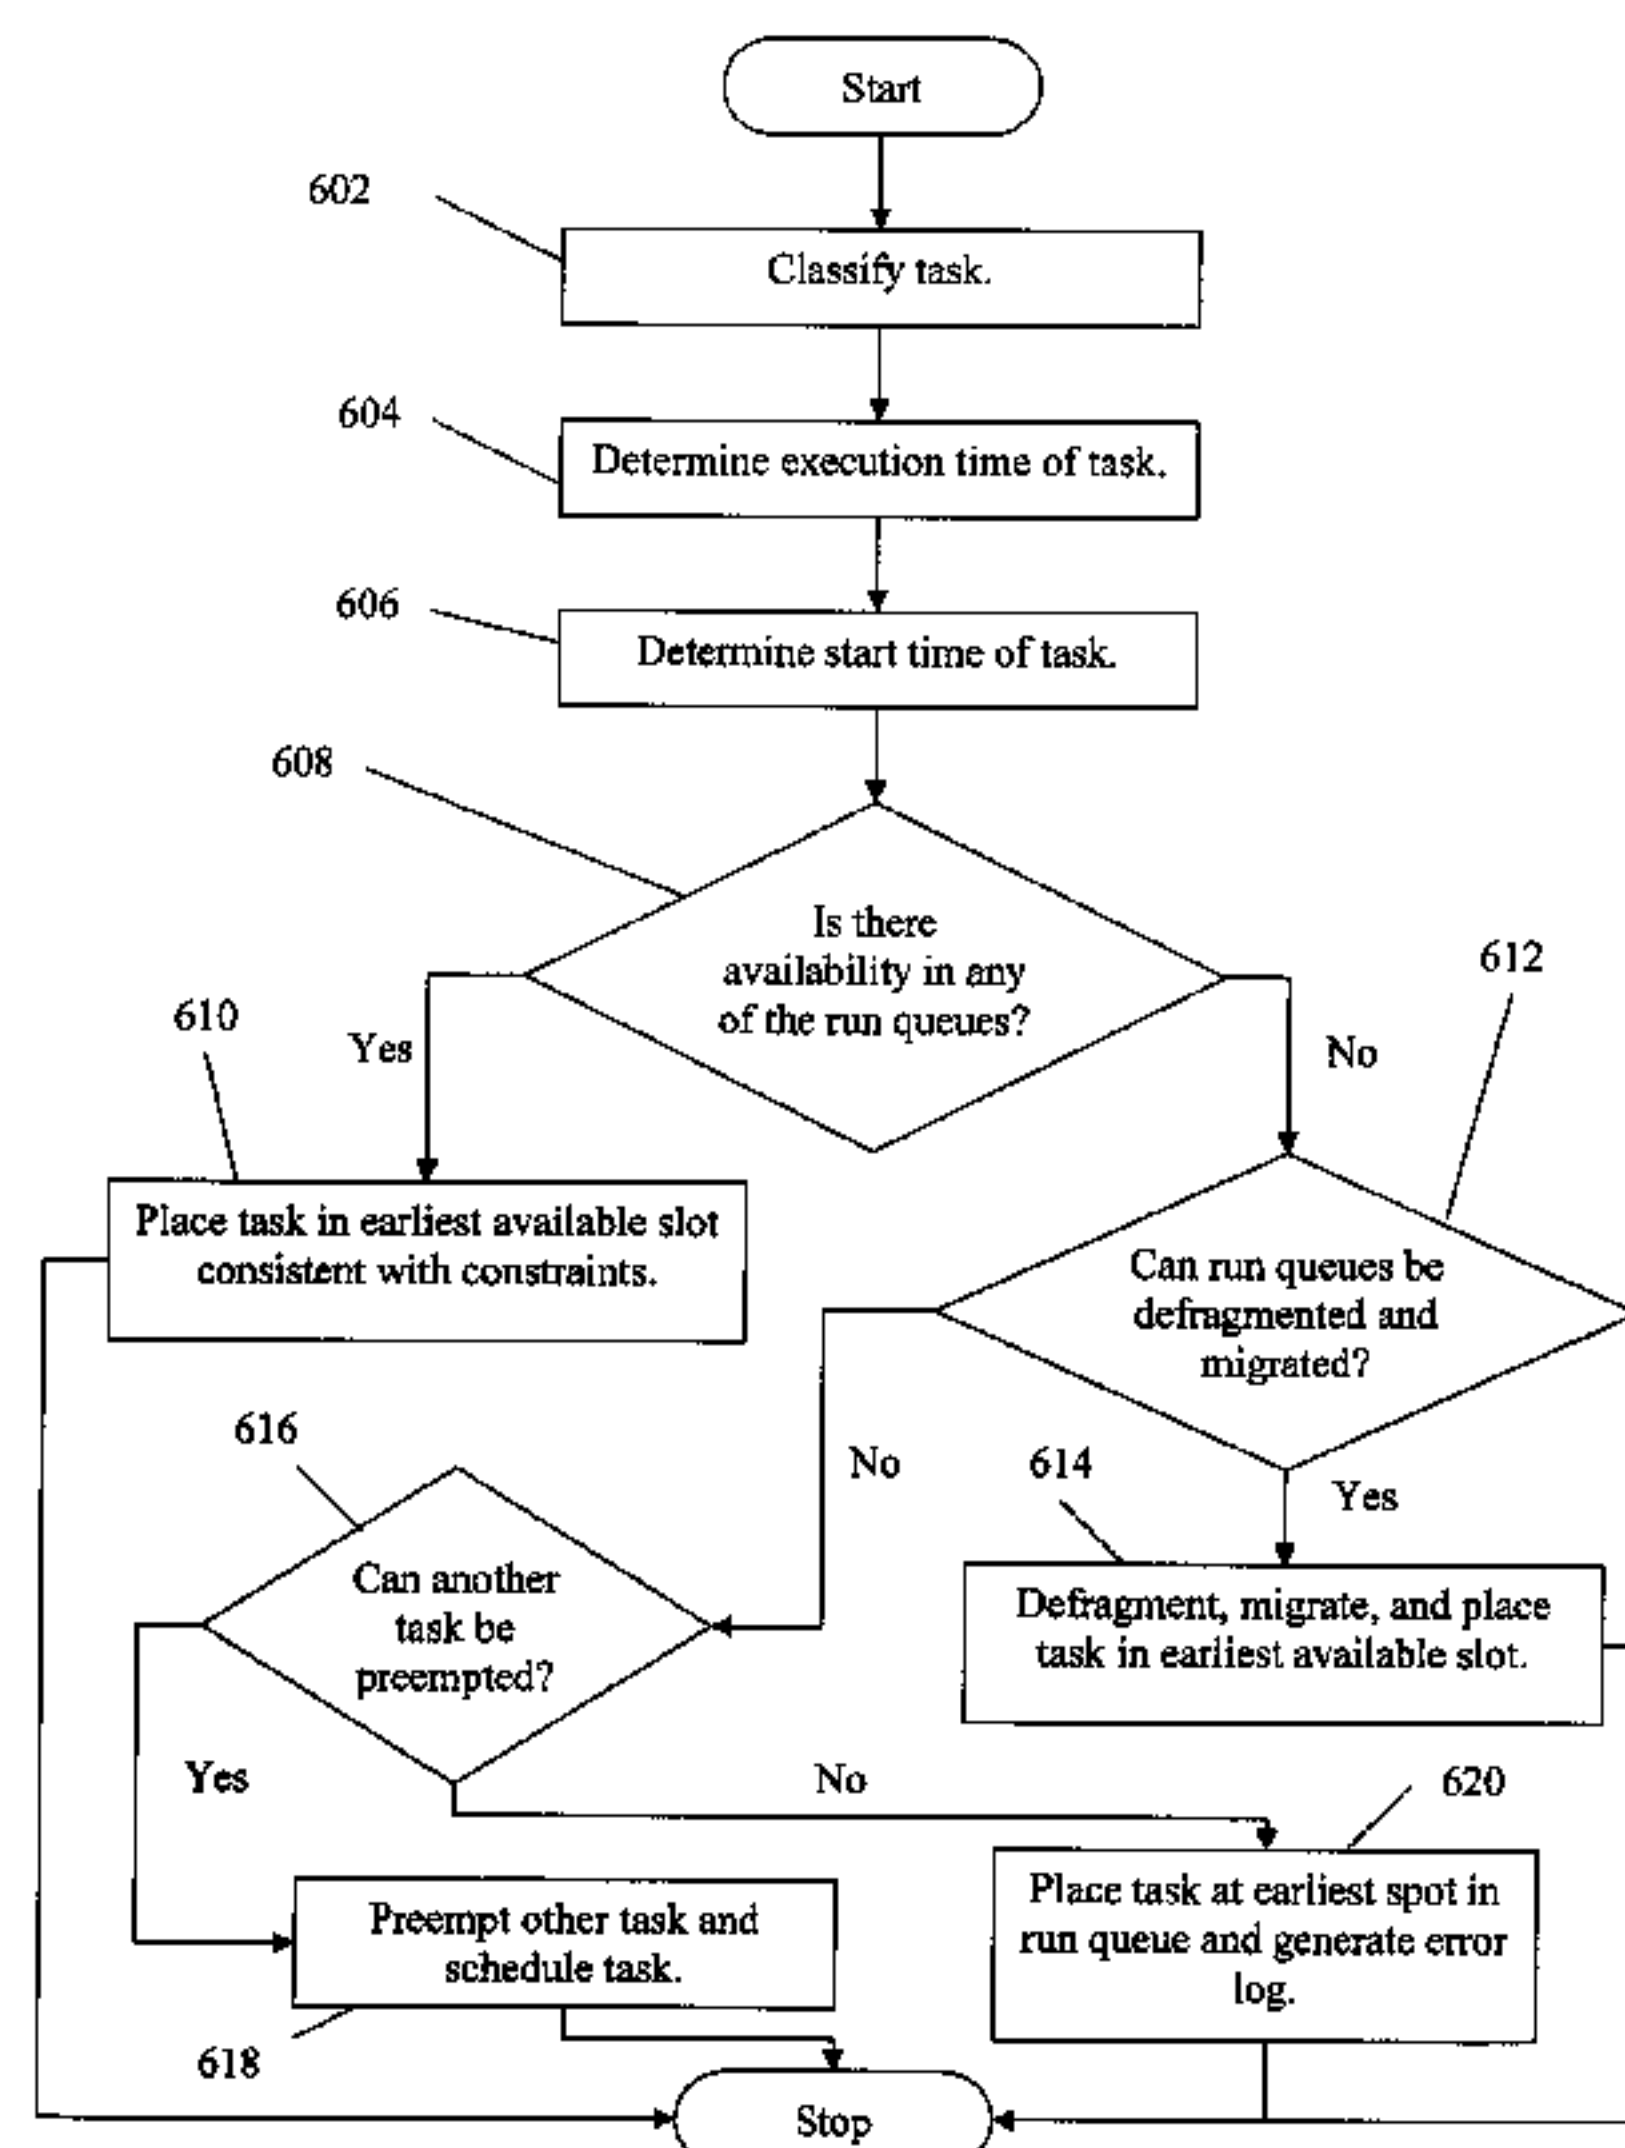 Start
602
Classify task.
604
Determine execution time of task.
606
Determine start time of task.
608
Is there
availability in any
of the run queues?
612
610
Yes
No
Place task in earliest available slot
consistent with constraints.
Can run queues be
defragmented and
migrated?
616
No
614
Yes
Can another
task be
preempted?
Defragment, migrate, and place
task in earliest available slot.
Yes
No
620
Preempt other task and
schedule task.
Place task at earliest spot in
run queue and generate error
log.
618
Stop